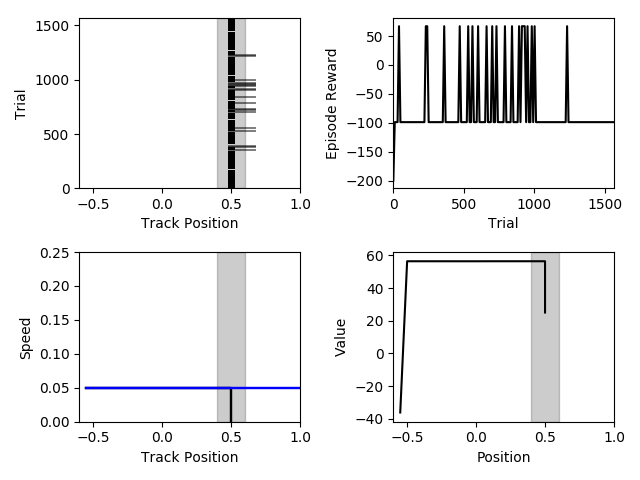 1500
1000
500
0
Trial
−0.5 0.0 0.5 1.0
Track Position
50
0
−50
−100
−150
−200
Episode Reward
0 500 1000 1500
Trial
0.25
0.20
0.15
0.10
0.05
0.00
Speed
−0.5 0.0 0.5 1.0
Track Position
60
40
20
0
−20
−40
Value
−0.5 0.0 0.5 1.0
Position